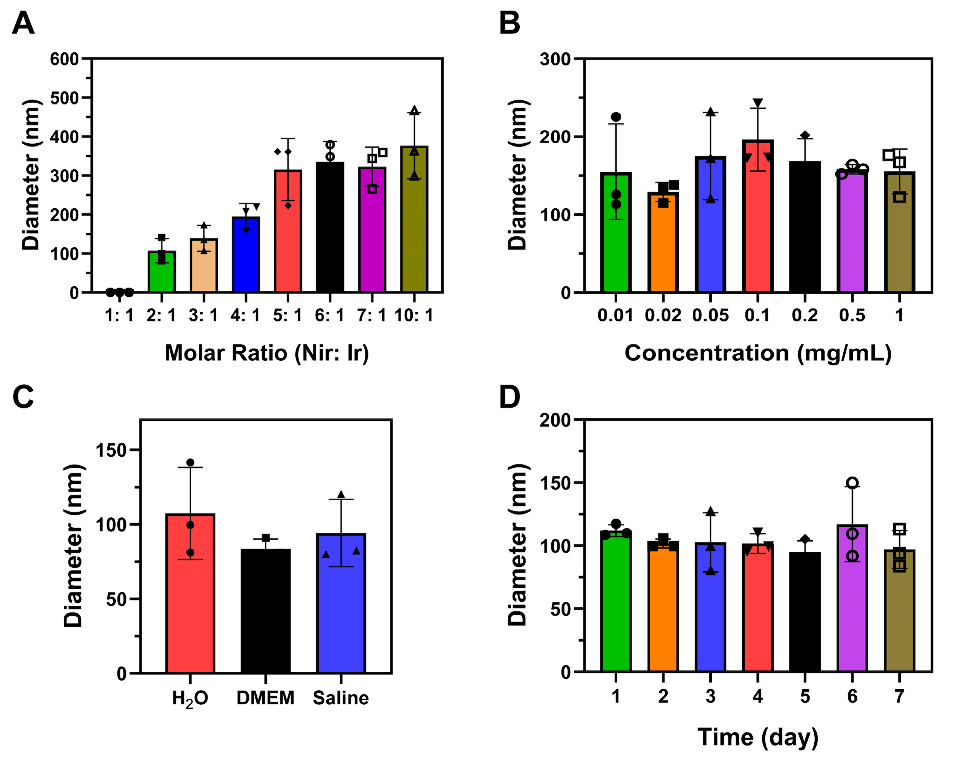 A
Diameter (nm)
600
500
400
300
200
100
0
1: 1 2: 1 3: 1 4: 1 5: 1 6: 1 7: 1 10: 1
Molar Ratio (Nir: Ir)
B
Diameter (nm)
300
200
100
0
0.01 0.02 0.05 0.1 0.2 0.5 1
Concentration (mg/mL)
C
Diameter (nm)
150
100
50
0
H₂O DMEM Saline
D
Diameter (nm)
200
150
100
50
0
1 2 3 4 5 6 7
Time (day)